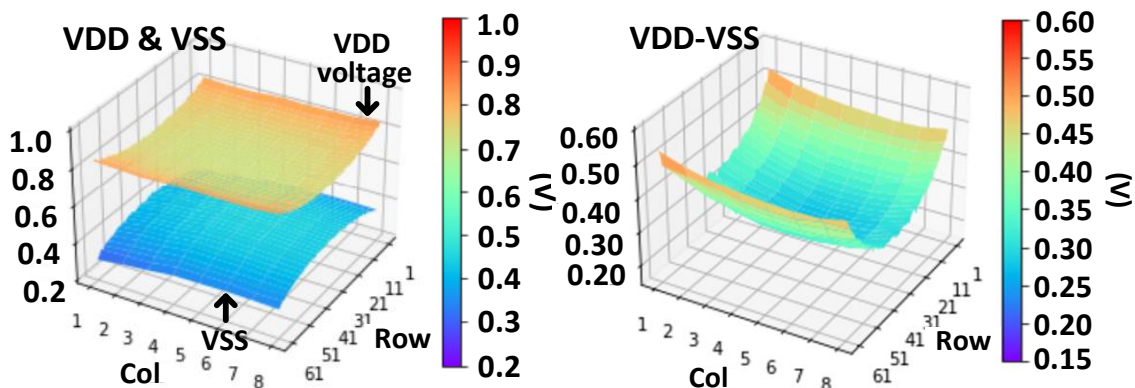 VDD & VSS
VDD
voltage
1.0
0.8
0.6
0.4
0.2
1 2 3 4 5 6 7 8
Col
VSS
61 51 41 31 21 11 1
Row
1.0
0.9
0.8
0.7
0.6
0.5
0.4
0.3
0.2
(V)
VDD-VSS
0.60
0.50
0.40
0.30
0.20
1 2 3 4 5 6 7 8
Col
61 51 41 31 21 11 1
Row
0.60
0.55
0.50
0.45
0.40
0.35
0.30
0.25
0.20
0.15
(V)